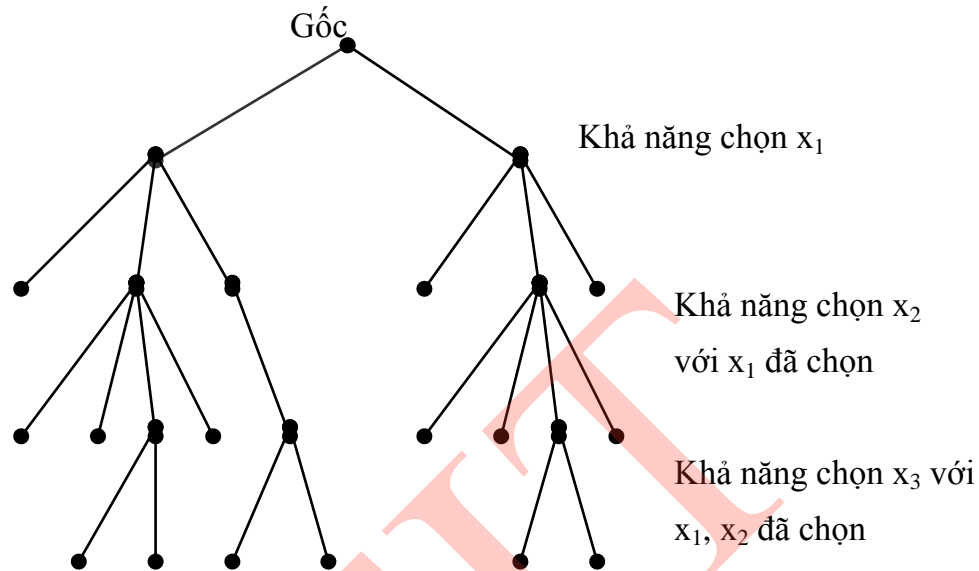 Gốc
Khả năng chọn x₁
Khả năng chọn x₂
với x₁ đã chọn
Khả năng chọn x₃ với
x₁, x₂ đã chọn